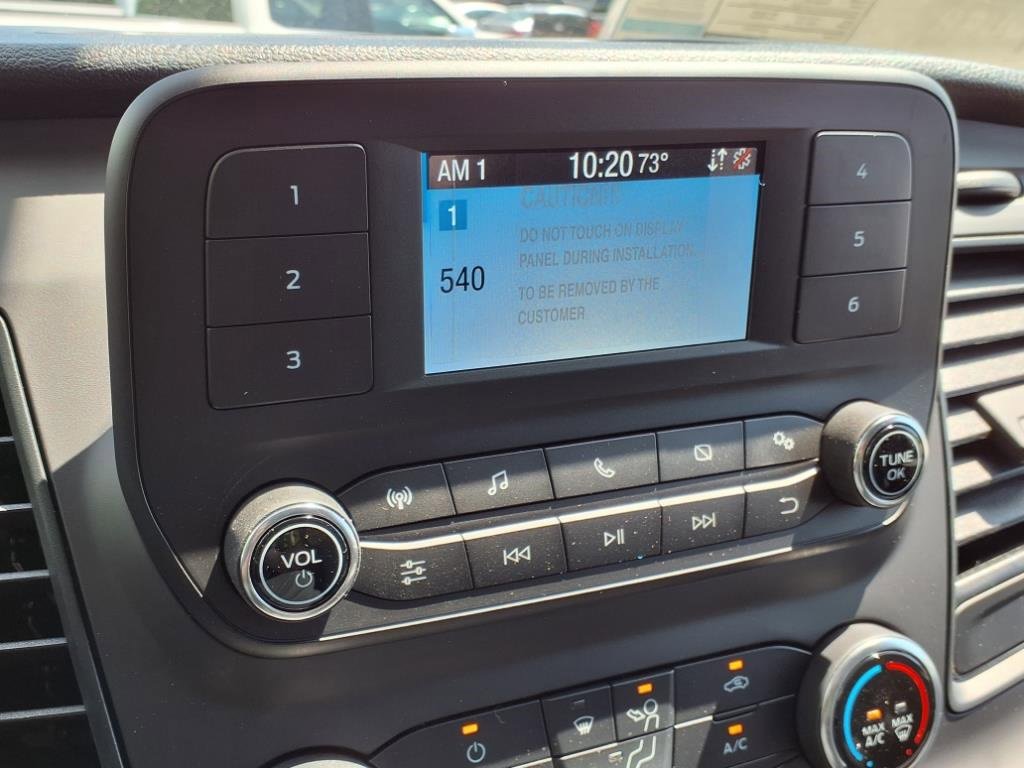 1
2
3
AM 1 10:20 73°
1
540
CAUTION!!!
DO NOT TOUCH ON DISPLAY
PANEL DURING INSTALLATION.
TO BE REMOVED BY THE
CUSTOMER
4
5
6
VOL
TUNE
OK
A/C
MAX
A/C
MAX